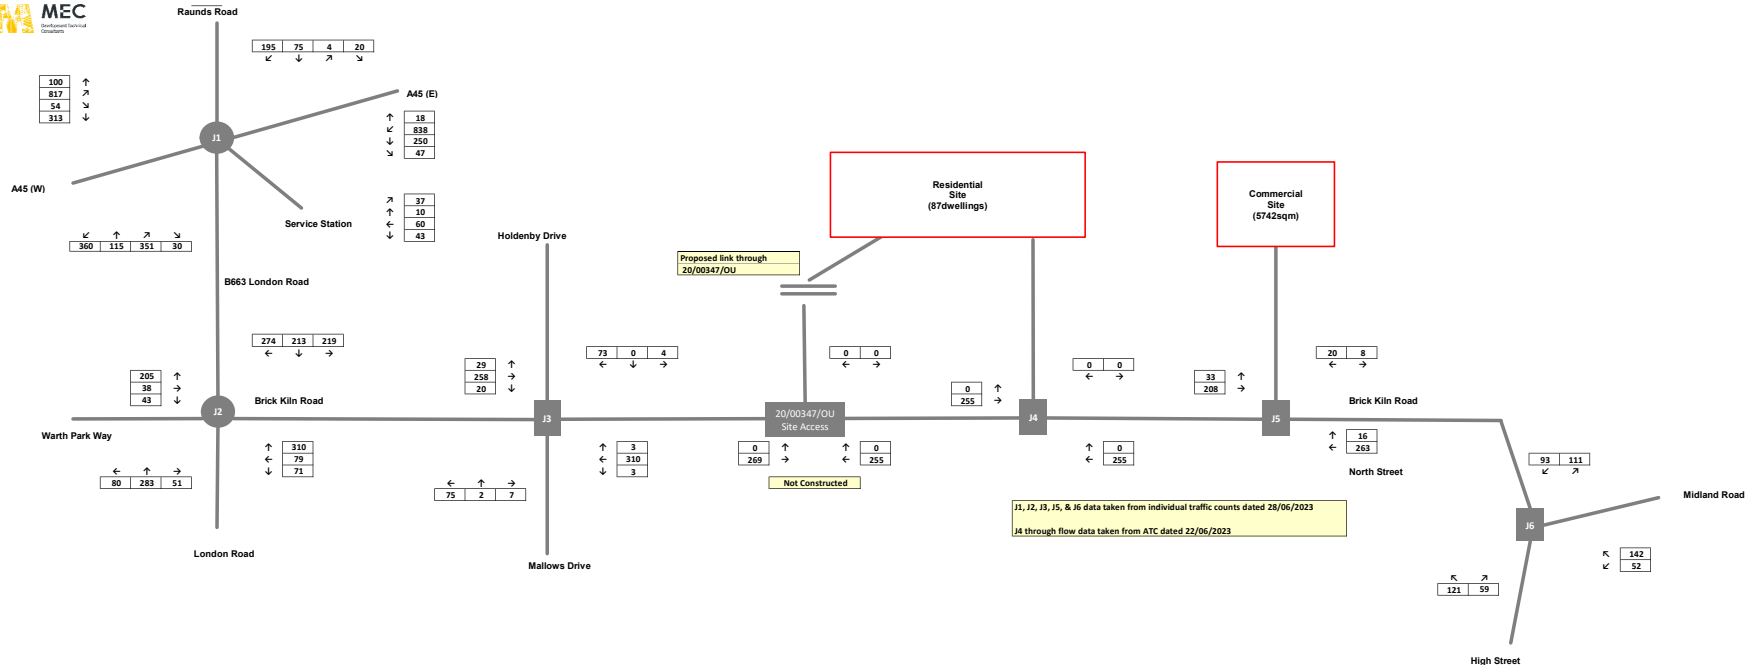 MEC
Development Technical
Consultants
Raunds Road
195 75 4 20
↙ ↓ ↗ ↘
100 ↑
817 ↗
54 ↘
313 ↓
A45 (E)
J1
↑ 18
↙ 838
↓ 250
↘ 47
A45 (W)
Service Station
↗ 37
↑ 10
← 60
↓ 43
↙ ↑ ↗ ↘
360 115 351 30
B663 London Road
Residential
Site
(87dwellings)
Commercial
Site
(5742sqm)
Holdenby Drive
Proposed link through
20/00347/OU
274 213 219
← ↓ →
205 ↑
38 →
43 ↓
J2
Brick Kiln Road
Warth Park Way
↑ 310
← 79
↓ 71
← ↑ →
80 283 51
London Road
29 ↑
258 →
20 ↓
73 0 4
← ↓ →
J3
↑ 3
← 310
↓ 3
← ↑ →
75 2 7
Mallows Drive
0 0
← →
20/00347/OU
Site Access
0 ↑
269 →
↑ 0
← 255
Not Constructed
0 ↑
255 →
0 0
← →
J4
↑ 0
← 255
33 ↑
208 →
20 8
← →
J5
Brick Kiln Road
↑ 16
← 263
North Street
J1, J2, J3, J5, & J6 data taken from individual traffic counts dated 28/06/2023
J4 through flow data taken from ATC dated 22/06/2023
93 111
↙ ↗
Midland Road
J6
↖ 142
↙ 52
↖ ↗
121 59
High Street